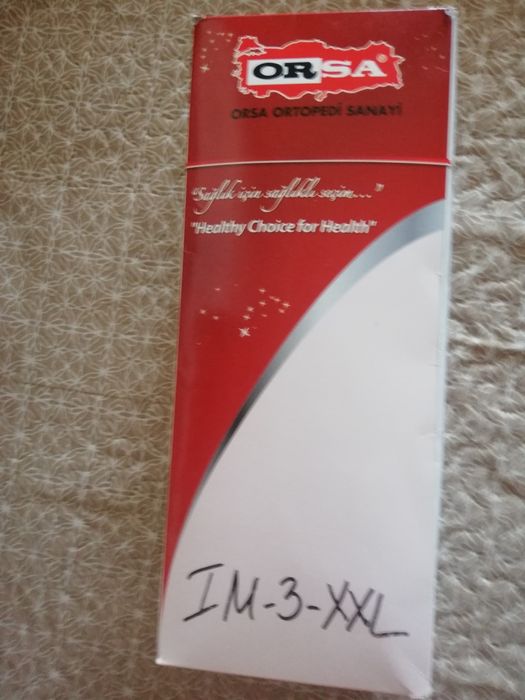 ORSA®
ORSA ORTOPEDİ SANAYİ
"Sağlık için sağlıklı seçim..."
"Healthy Choice for Health"
IM-3-XXL